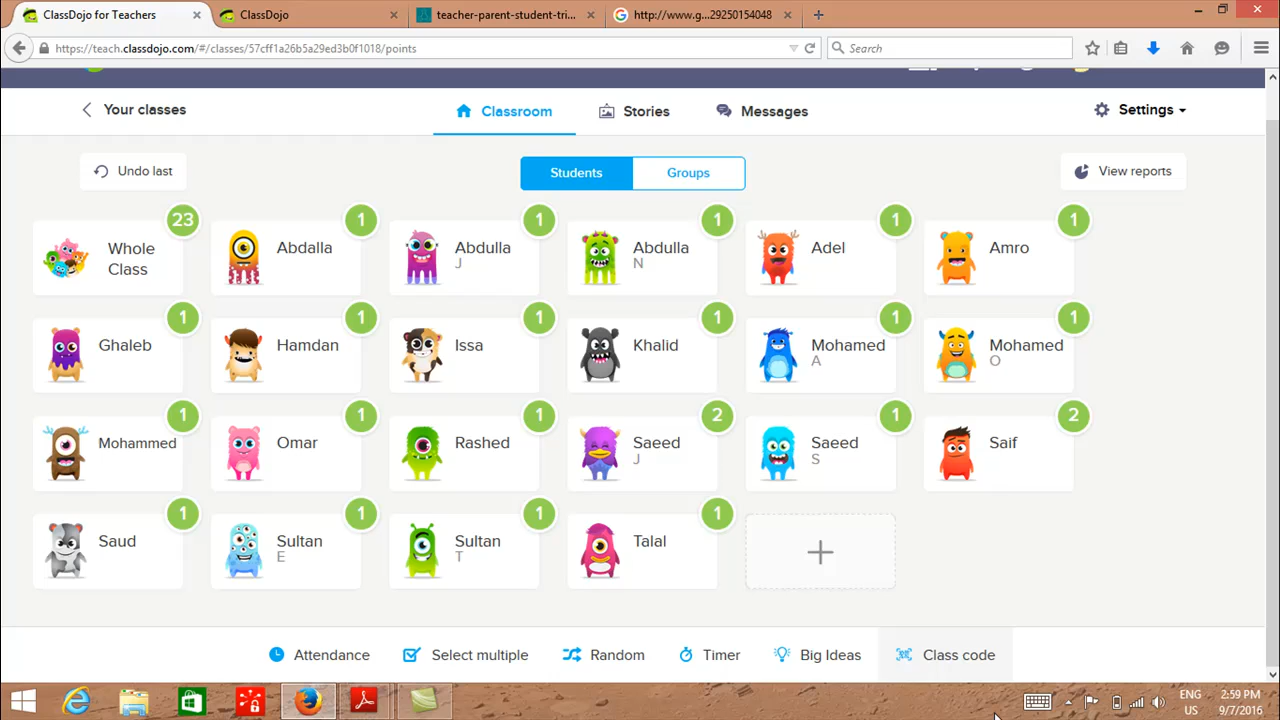 ClassDojo for Teachers
ClassDojo
teacher-parent-student-tri...
http://www.g...29250154048
https://teach.classdojo.com/#/classes/57cff1a26b5a29ed3b0f1018/points
Search
Your classes
Classroom
Stories
Messages
Settings
Undo last
Students
Groups
View reports
23
Whole
Class
1
Abdalla
1
Abdulla
J
1
Abdulla
N
1
Adel
1
Amro
1
Ghaleb
1
Hamdan
1
Issa
1
Khalid
1
Mohamed
A
1
Mohamed
O
1
Mohammed
1
Omar
1
Rashed
2
Saeed
J
1
Saeed
S
2
Saif
1
Saud
1
Sultan
E
1
Sultan
T
1
Talal
Attendance
Select multiple
Random
Timer
Big Ideas
Class code
ENG
US
2:59 PM
9/7/2016